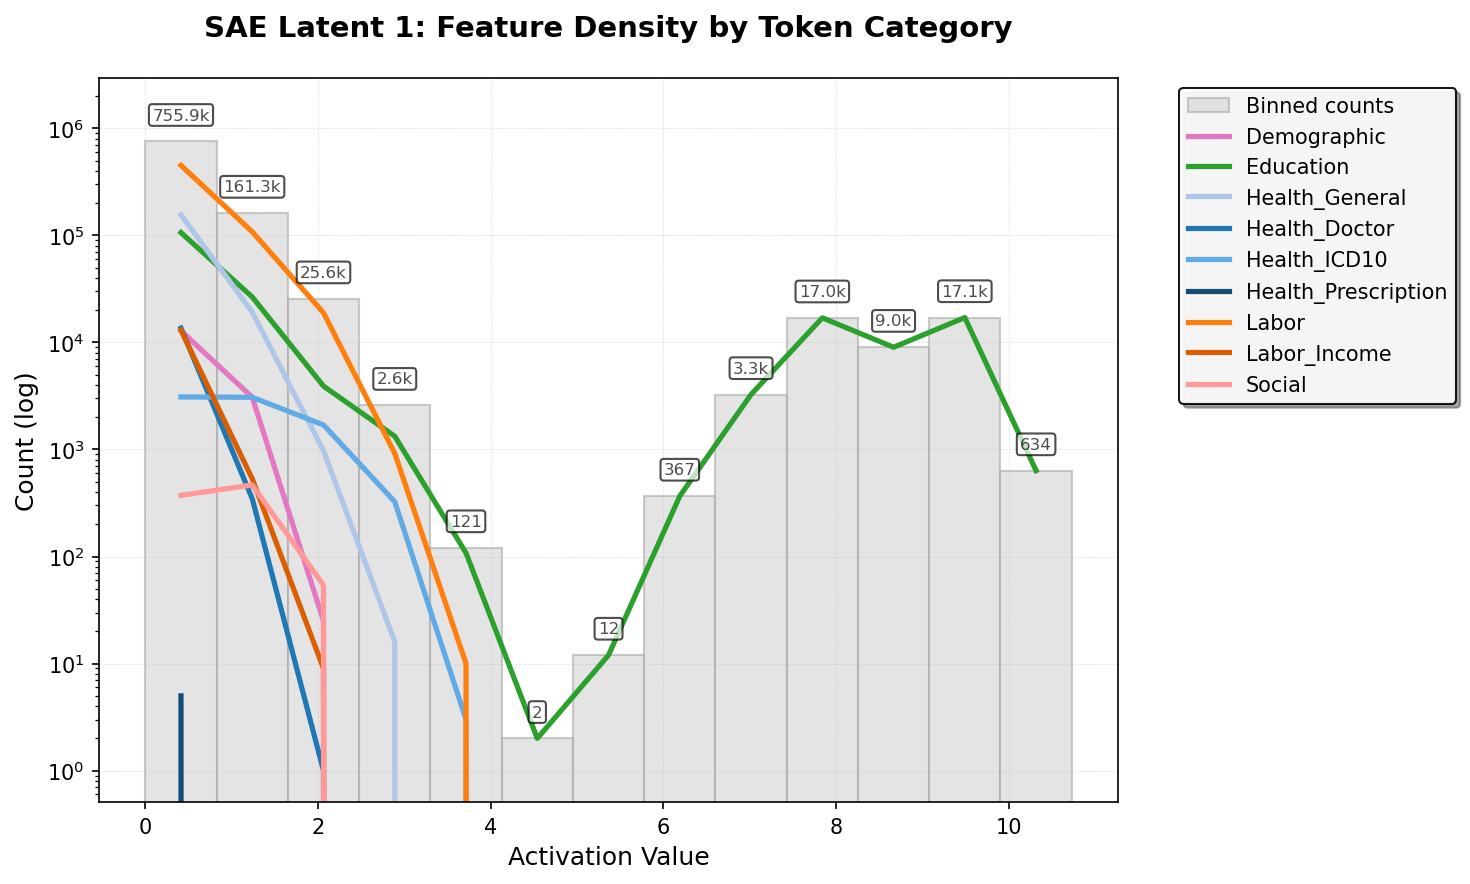 SAE Latent 1: Feature Density by Token Category
Count (log)
10⁶
10⁵
10⁴
10³
10²
10¹
10⁰
755.9k
161.3k
25.6k
2.6k
121
2
12
367
3.3k
17.0k
9.0k
17.1k
634
0 2 4 6 8 10
Activation Value
Binned counts
Demographic
Education
Health_General
Health_Doctor
Health_ICD10
Health_Prescription
Labor
Labor_Income
Social